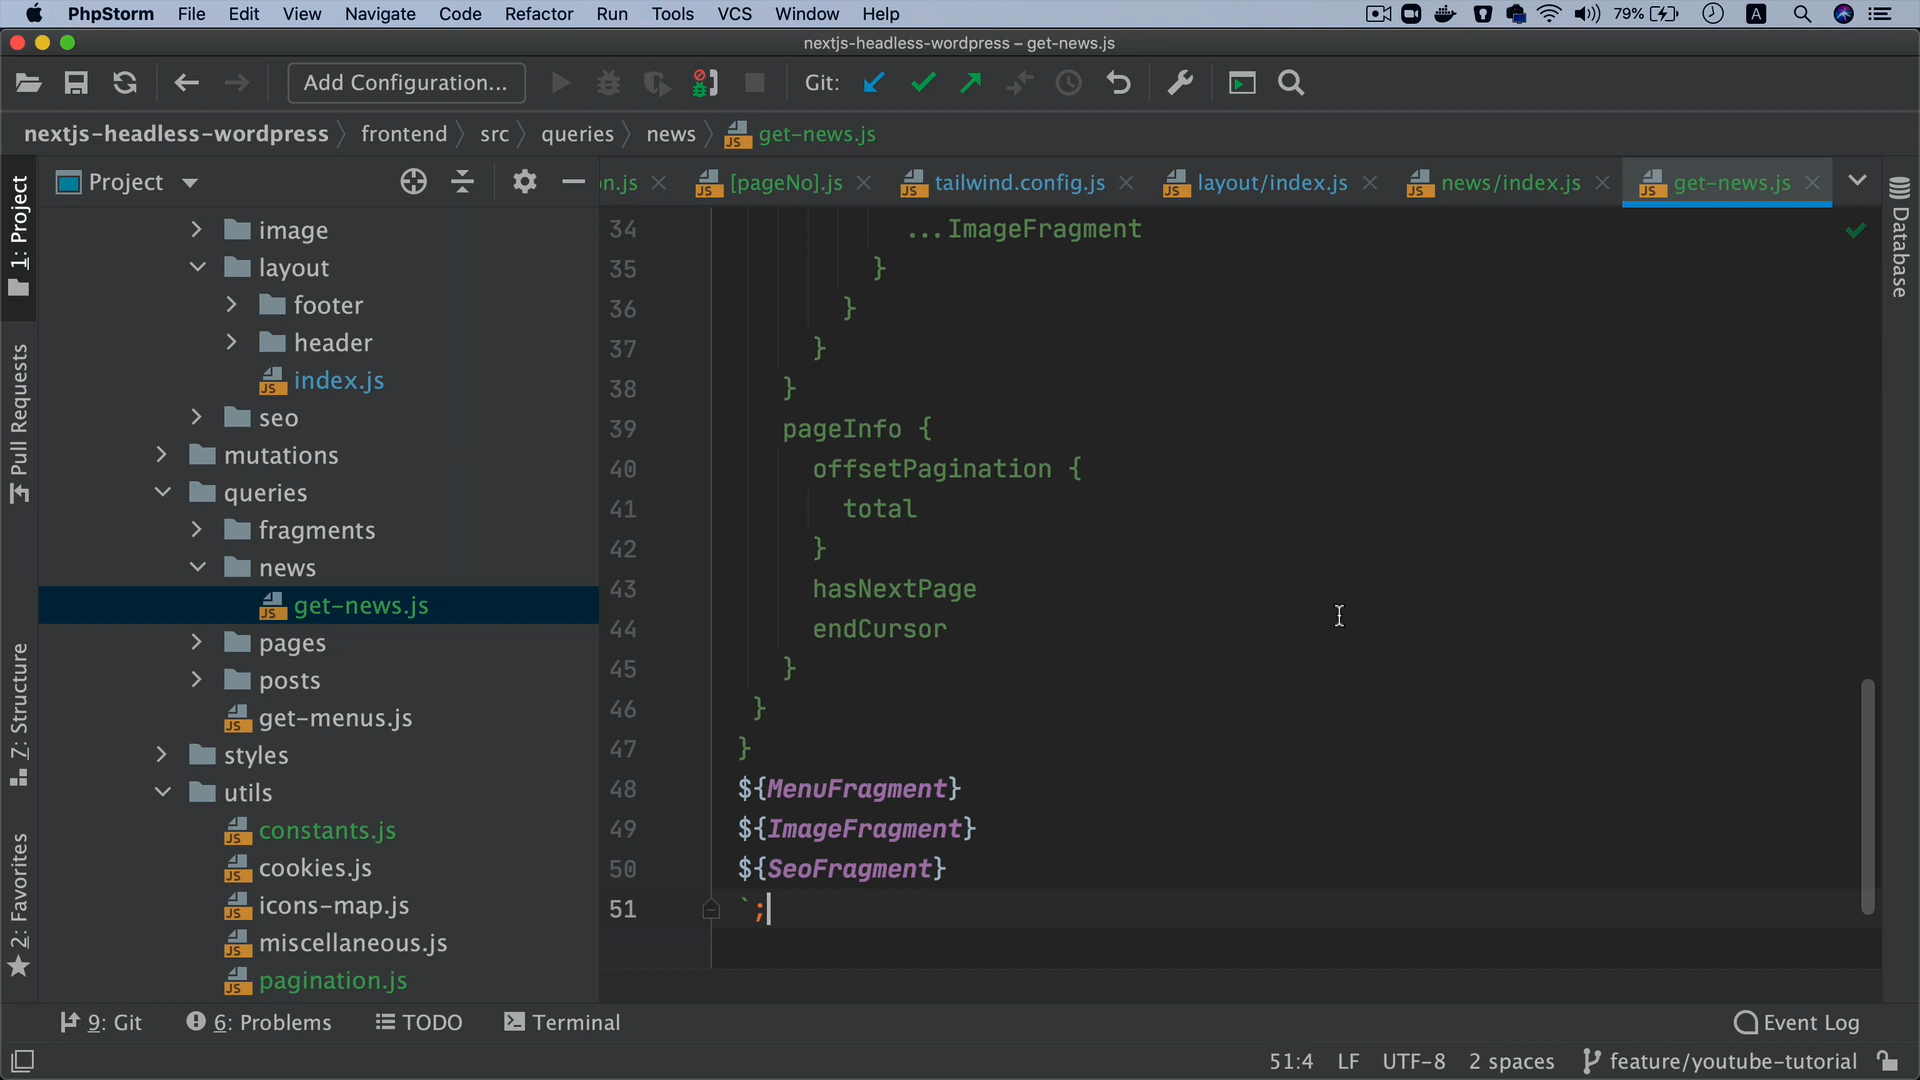 PhpStorm File Edit View Navigate Code Refactor Run Tools VCS Window Help 79% A
nextjs-headless-wordpress – get-news.js
Add Configuration... Git:
nextjs-headless-wordpress frontend src queries news get-news.js
Project
on.js [pageNo].js tailwind.config.js layout/index.js news/index.js get-news.js
1: Project
Pull Requests
Z: Structure
2: Favorites
image
layout
footer
header
index.js
seo
mutations
queries
fragments
news
get-news.js
pages
posts
get-menus.js
styles
utils
constants.js
cookies.js
icons-map.js
miscellaneous.js
pagination.js
34 ...ImageFragment
35 }
36 }
37 }
38 }
39 pageInfo {
40 offsetPagination {
41 total
42 }
43 hasNextPage
44 endCursor
45 }
46 }
47 }
48 ${MenuFragment}
49 ${ImageFragment}
50 ${SeoFragment}
51 `;
Database
9: Git 6: Problems TODO Terminal Event Log
51:4 LF UTF-8 2 spaces feature/youtube-tutorial